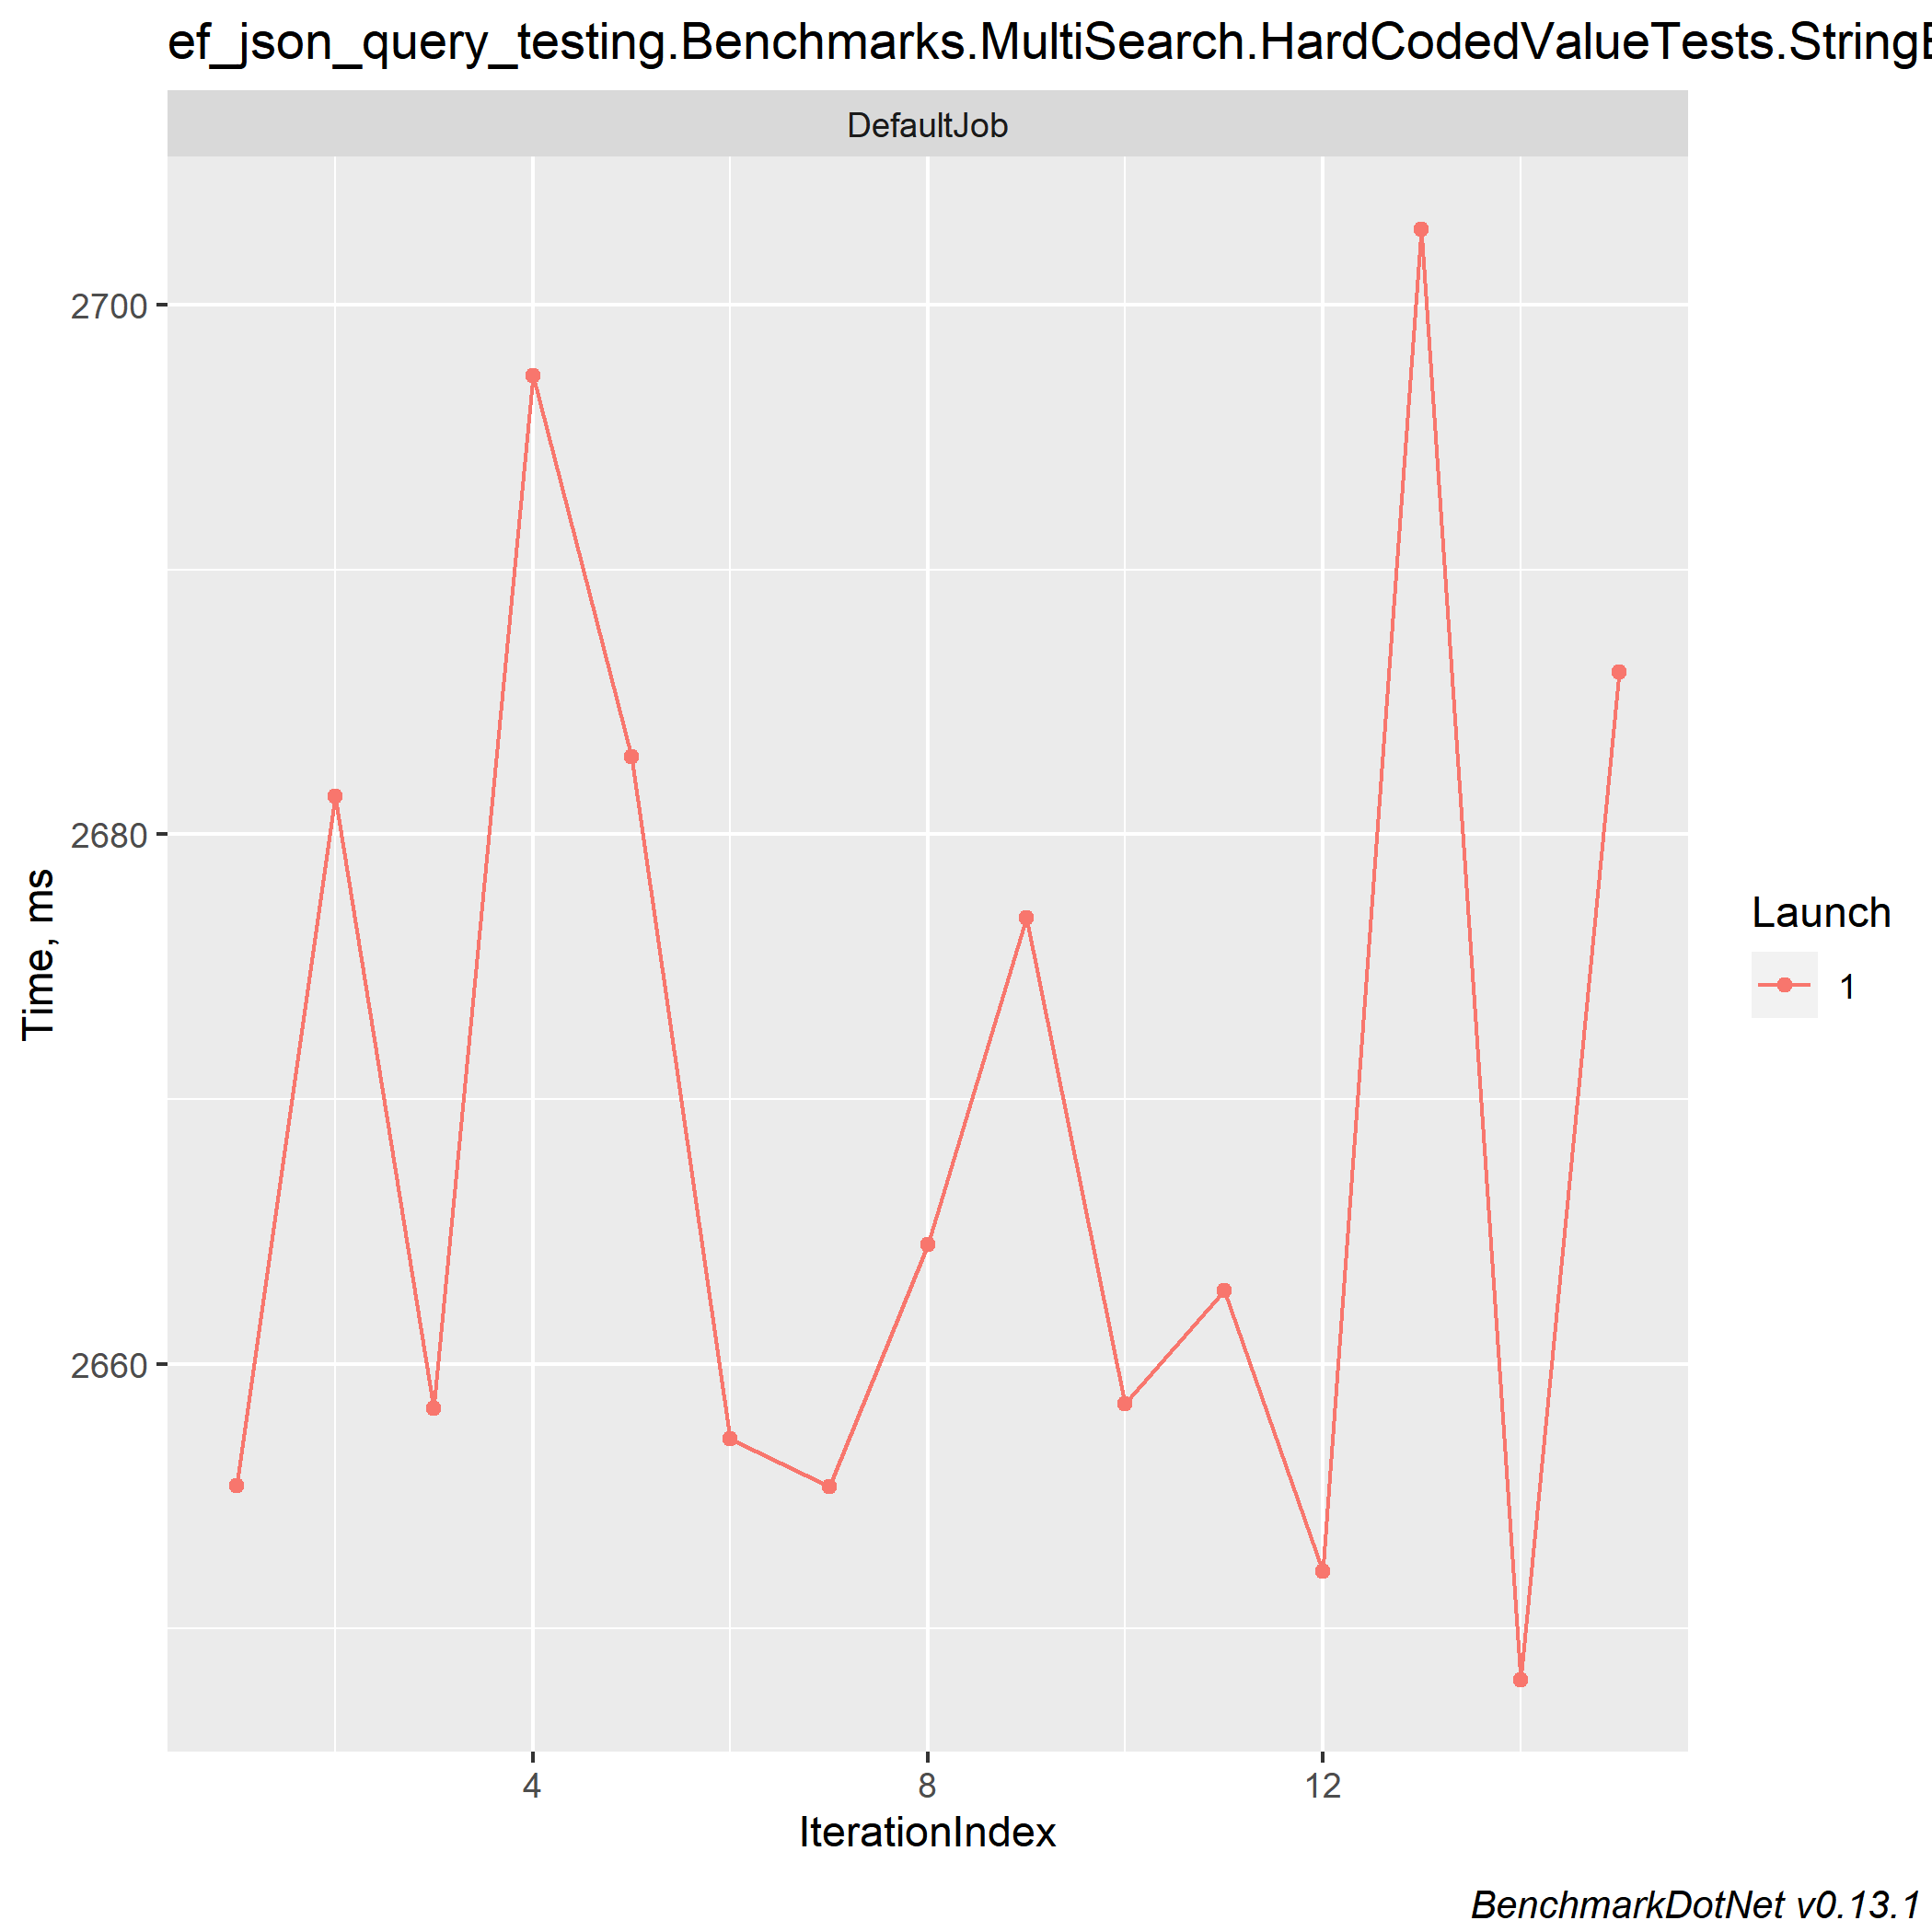 ef_json_query_testing.Benchmarks.MultiSearch.HardCodedValueTests.String
DefaultJob
2700
2680
2660
Time, ms
4
8
12
IterationIndex
Launch
1
BenchmarkDotNet v0.13.1